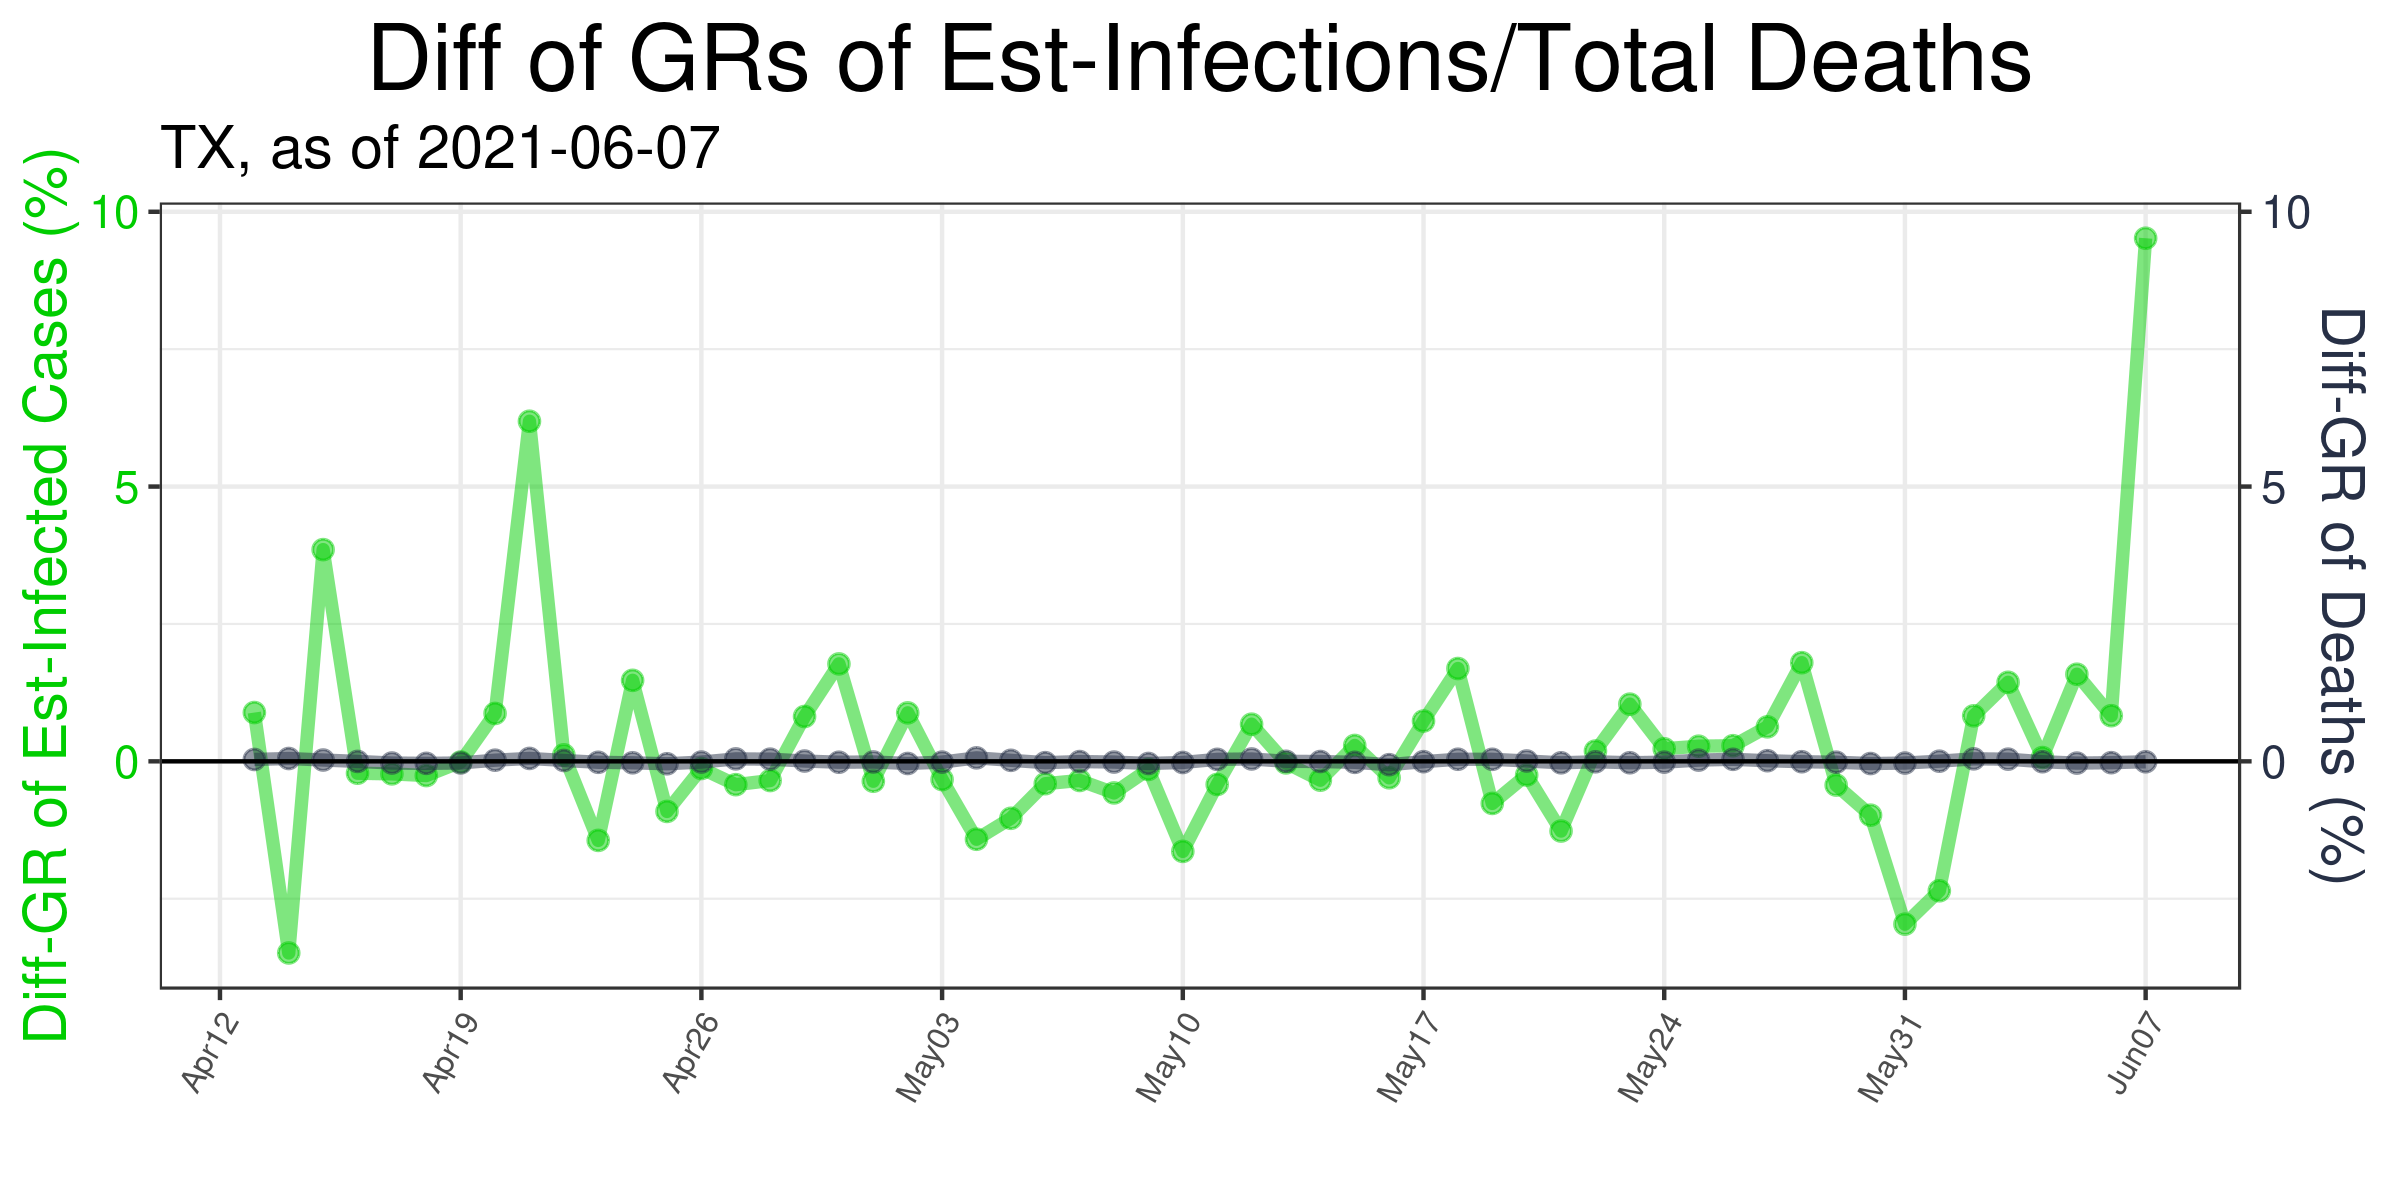 Diff of GRs of Est-Infections/Total Deaths
TX, as of 2021-06-07
Diff-GR of Est-Infected Cases (%)
10
5
0
10
5
0
Diff-GR of Deaths (%)
Apr12
Apr19
Apr26
May03
May10
May17
May24
May31
Jun07